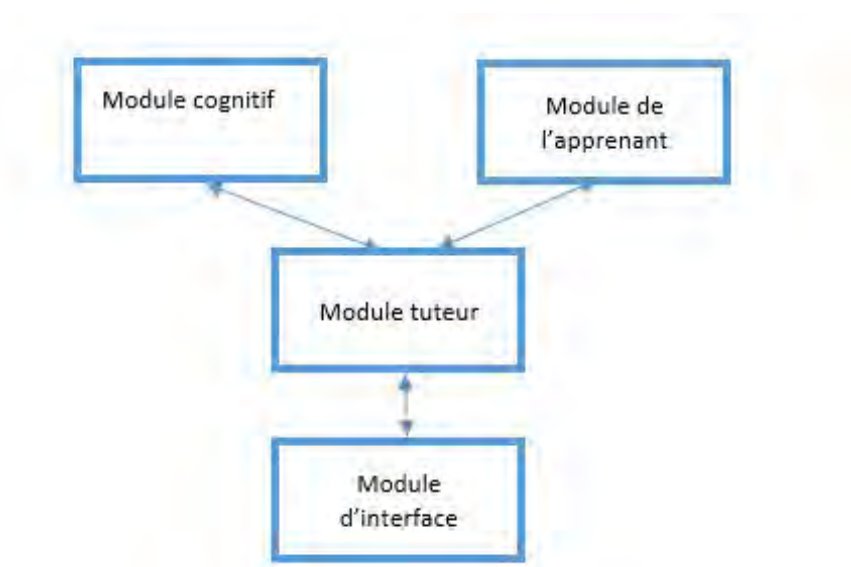 Module cognitif
Module de
l'apprenant
Module tuteur
Module
d'interface